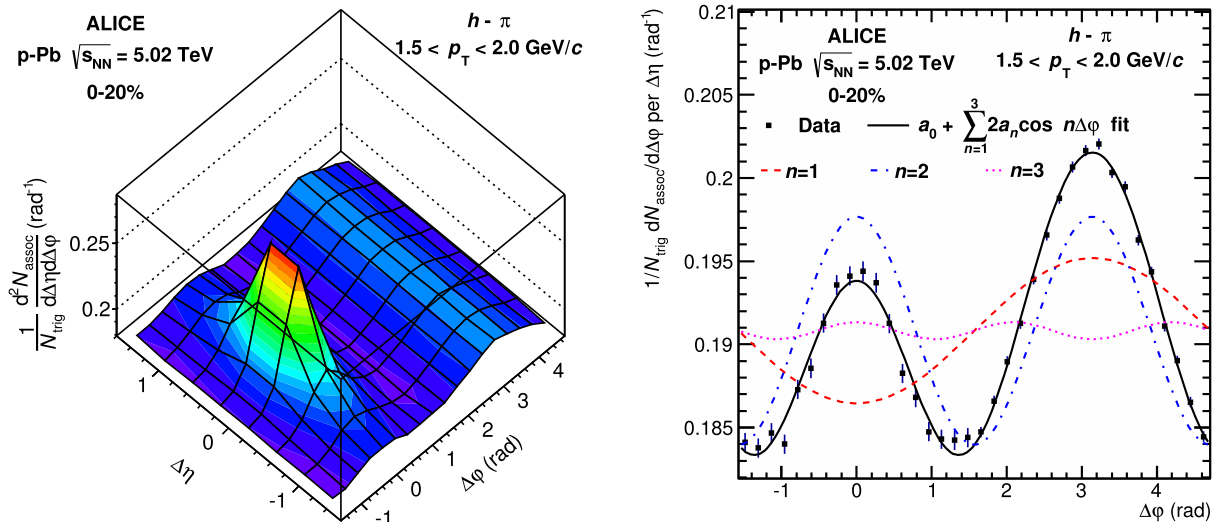 ALICE
p-Pb √sNN = 5.02 TeV
0-20%
h - π
1.5 < pT < 2.0 GeV/c
1/Ntrig d²Nassoc/dΔηdΔφ (rad⁻¹)
0.25
0.2
1
0
-1
Δη
-1
0
1
2
3
4
Δφ (rad)
ALICE
p-Pb √sNN = 5.02 TeV
0-20%
h - π
1.5 < pT < 2.0 GeV/c
Data
a0 + Σ 3 n=1 2an cos nΔφ fit
n=1
n=2
n=3
1/Ntrig dNassoc/dΔφ per Δη (rad⁻¹)
0.21
0.205
0.2
0.195
0.19
0.185
-1 0 1 2 3 4
Δφ (rad)